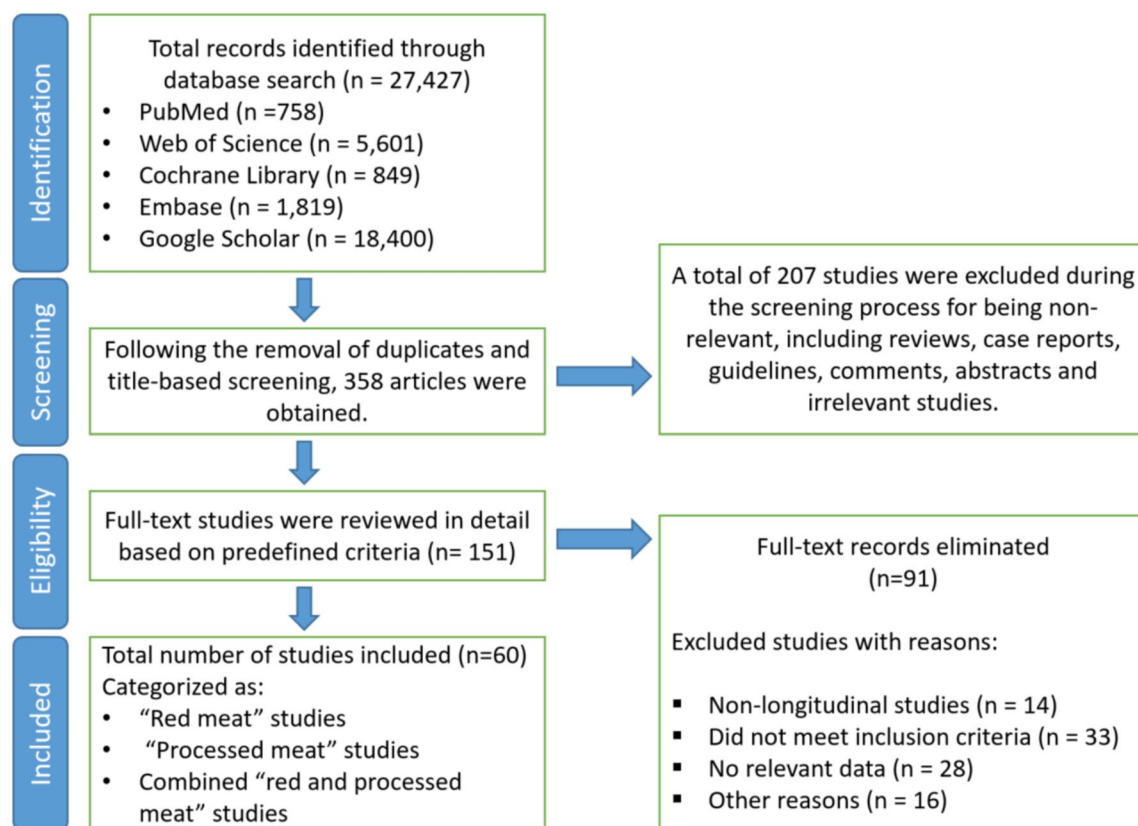 Identification
Total records identified through
database search (n = 27,427)
• PubMed (n =758)
• Web of Science (n = 5,601)
• Cochrane Library (n = 849)
• Embase (n = 1,819)
• Google Scholar (n = 18,400)
Screening
Following the removal of duplicates and
title-based screening, 358 articles were
obtained.
A total of 207 studies were excluded during
the screening process for being non-
relevant, including reviews, case reports,
guidelines, comments, abstracts and
irrelevant studies.
Eligibility
Full-text studies were reviewed in detail
based on predefined criteria (n= 151)
Full-text records eliminated
(n=91)
Excluded studies with reasons:
▪ Non-longitudinal studies (n = 14)
▪ Did not meet inclusion criteria (n = 33)
▪ No relevant data (n = 28)
▪ Other reasons (n = 16)
Included
Total number of studies included (n=60)
Categorized as:
• “Red meat” studies
• “Processed meat” studies
• Combined “red and processed
meat” studies